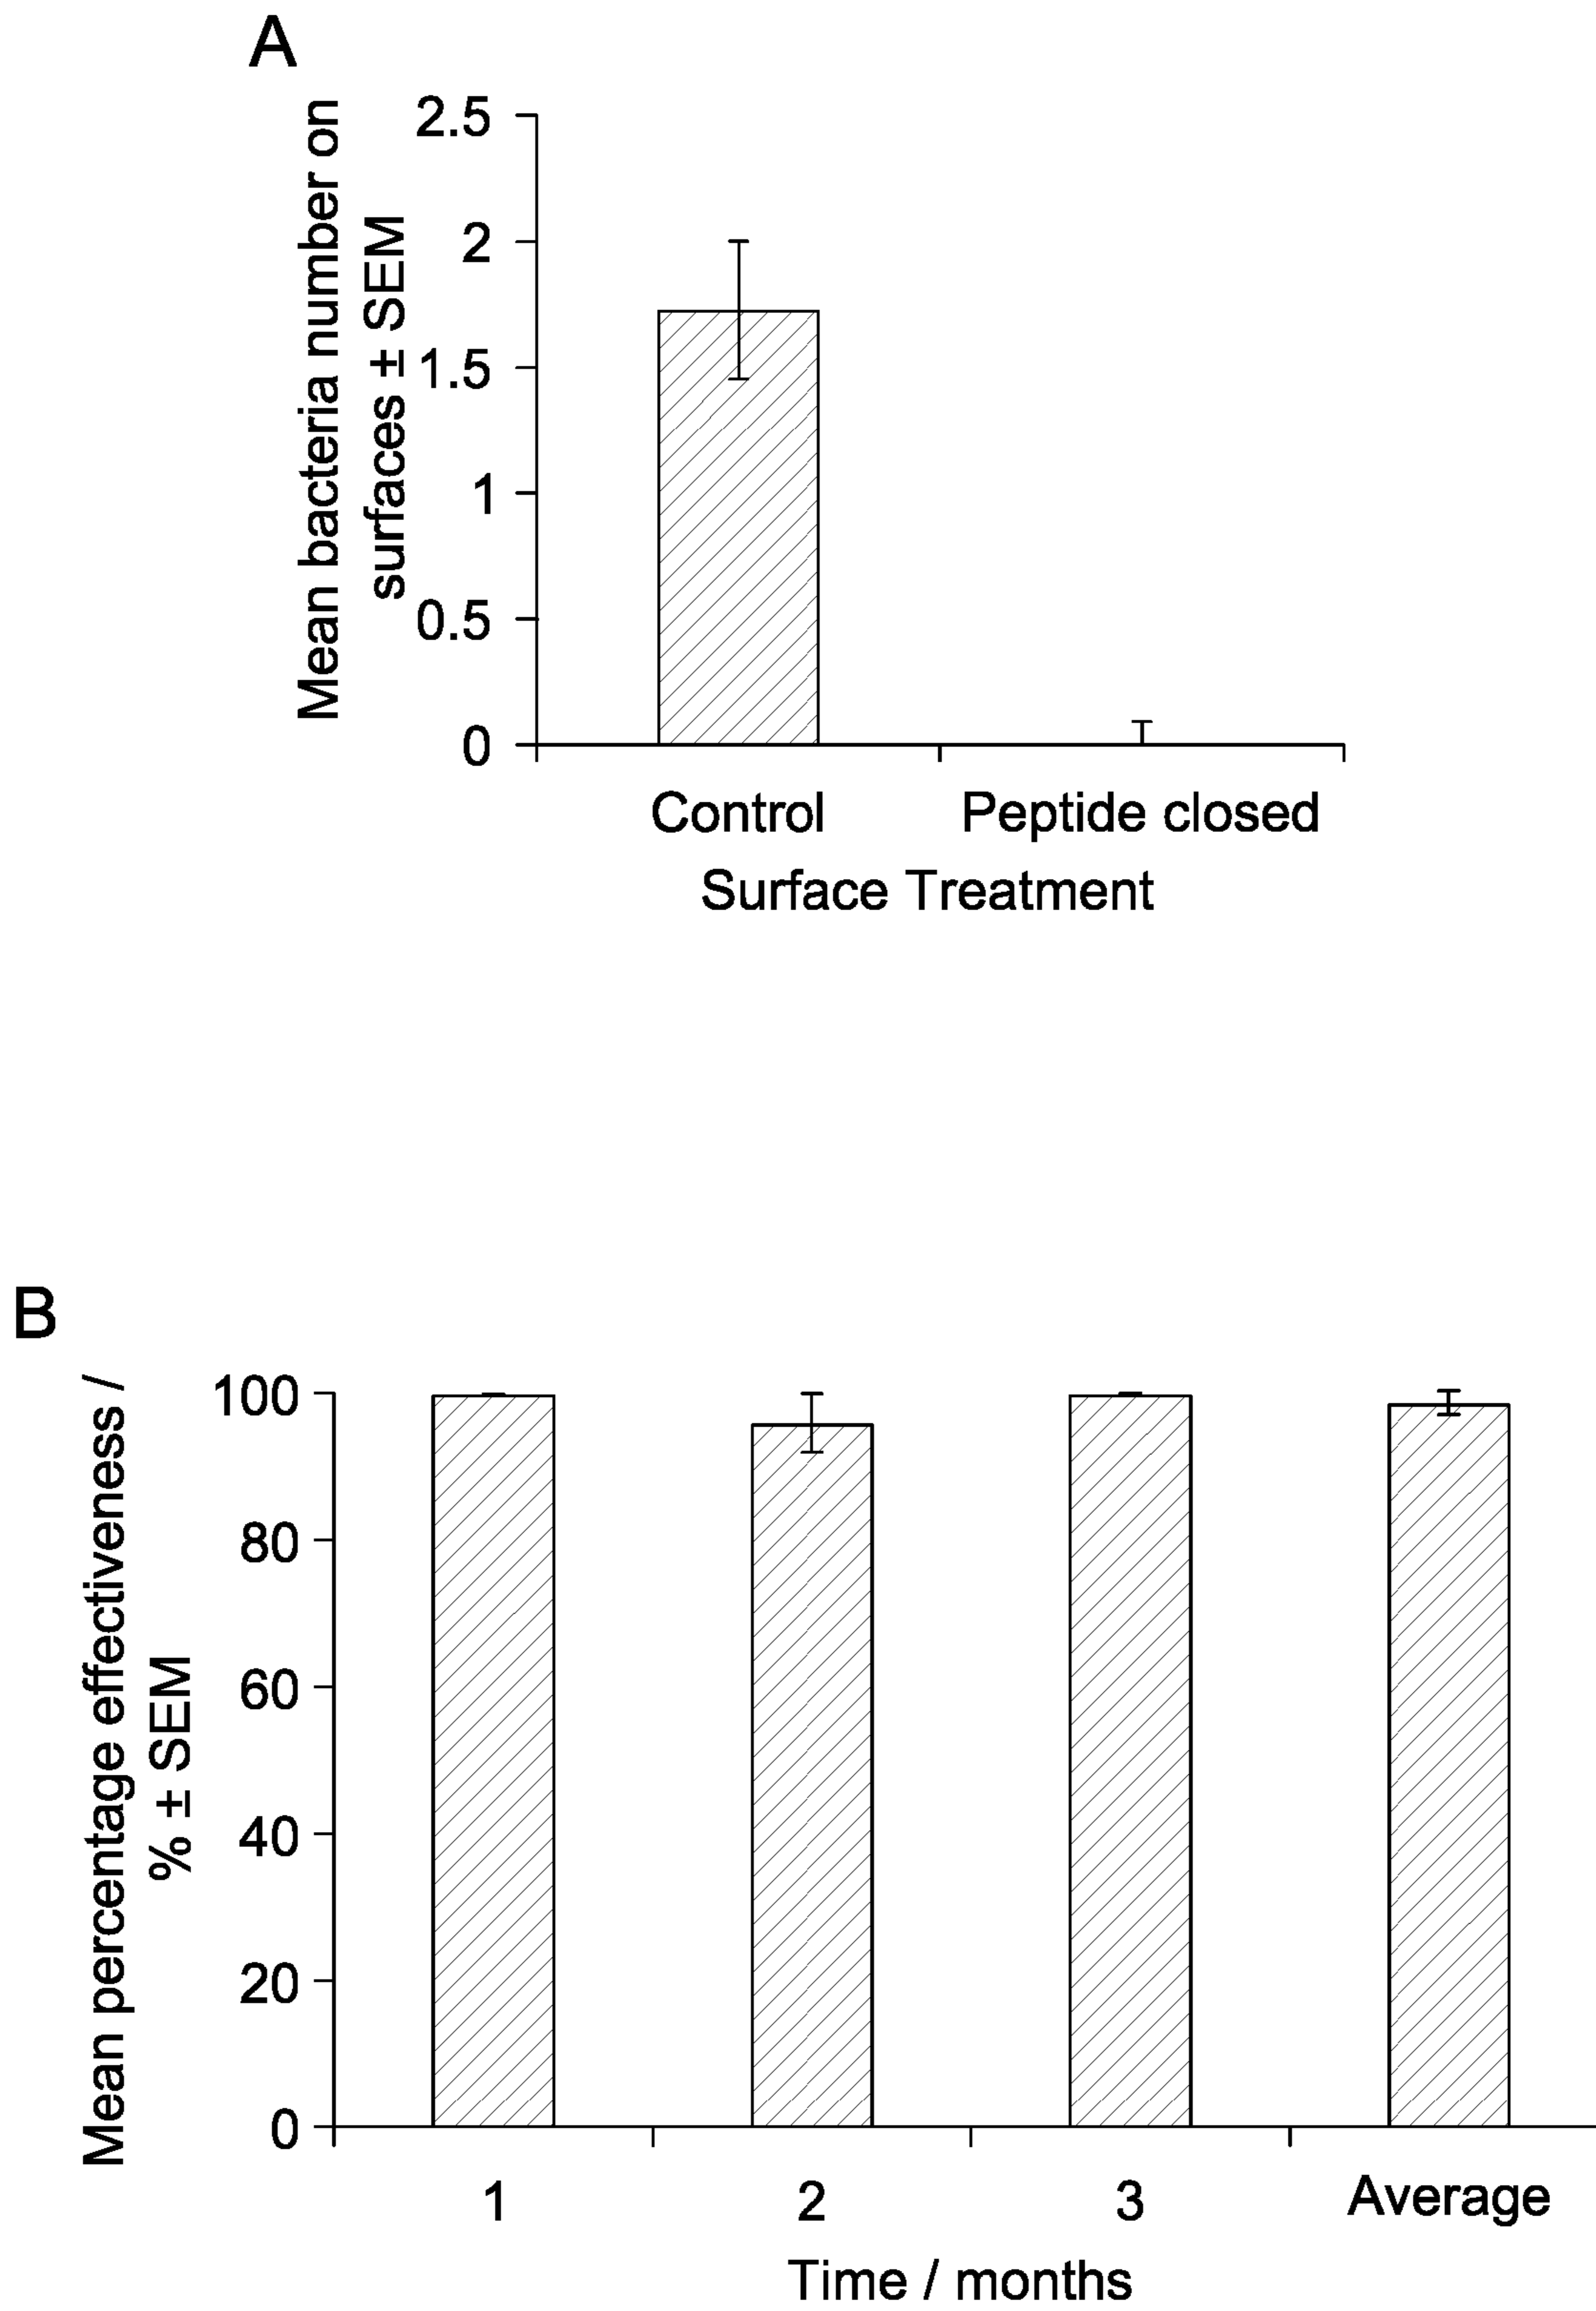 A
Mean bacteria number on
surfaces ± SEM
2.5
2
1.5
1
0.5
0
Control Peptide closed
Surface Treatment
B
Mean percentage effectiveness /
% ± SEM
100
80
60
40
20
0
1 2 3 Average
Time / months